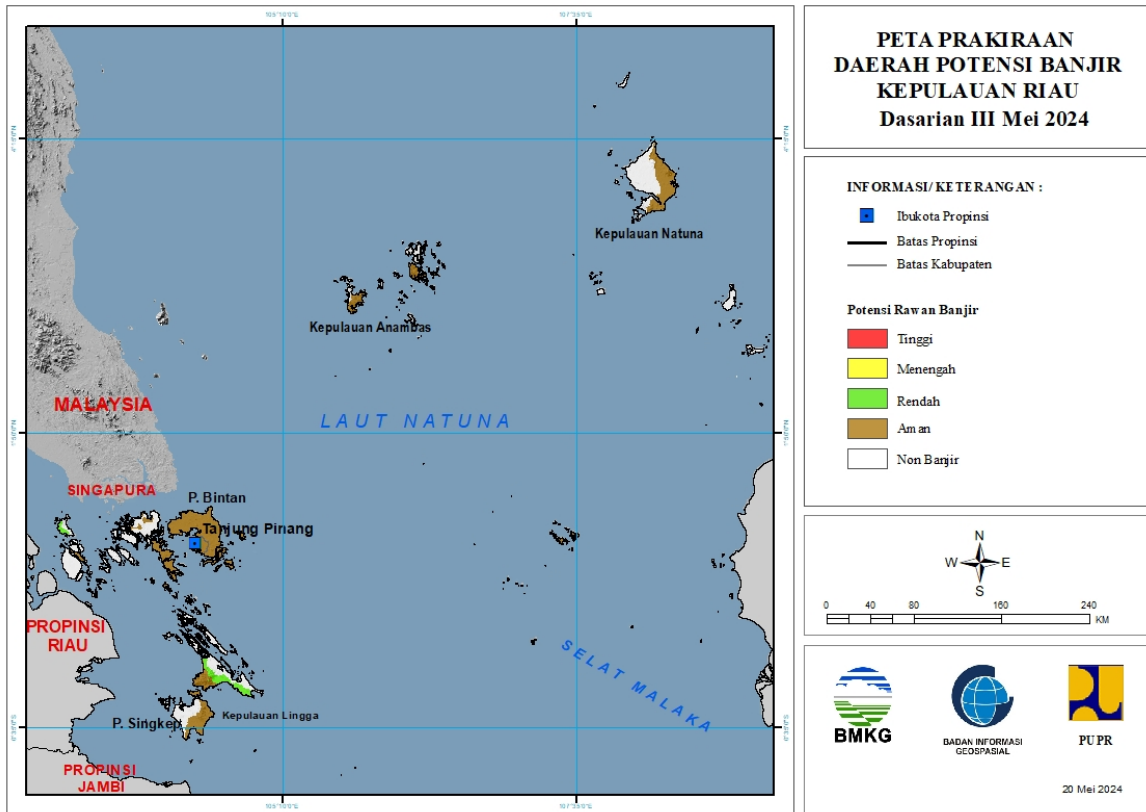 PETA PRAKIRAAN
DAERAH POTENSI BANJIR
KEPULAUAN RIAU
Dasarian III Mei 2024
INFORMASI/ KETERANGAN :
Ibukota Propinsi
Batas Propinsi
Batas Kabupaten
Potensi Rawan Banjir
Tinggi
Menengah
Rendah
Aman
Non Banjir
N
W E
S
0 40 80 160 240
KM
BMKG
BADAN INFORMASI
GEOSPASIAL
PUPR
20 Mei 2024
Kepulauan Natuna
Kepulauan Anambas
MALAYSIA
LAUT NATUNA
SINGAPURA
P. Bintan
Tanjung Pinang
PROPINSI
RIAU
SELAT MALAKA
P. Singkep
Kepulauan Lingga
PROPINSI
JAMBI